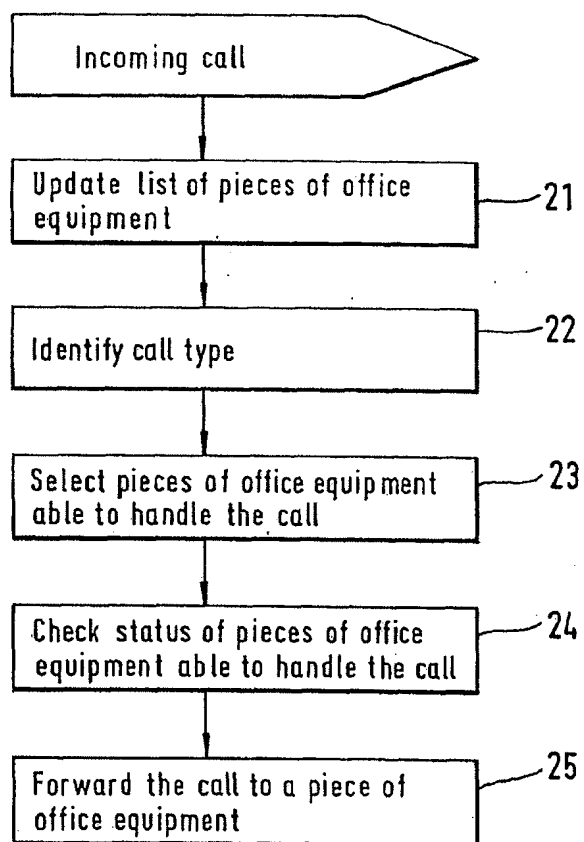 Incoming call
Update list of pieces of office
equipment
21
Identify call type
22
Select pieces of office equipment
able to handle the call
23
Check status of pieces of office
equipment able to handle the call
24
Forward the call to a piece of
office equipment
25